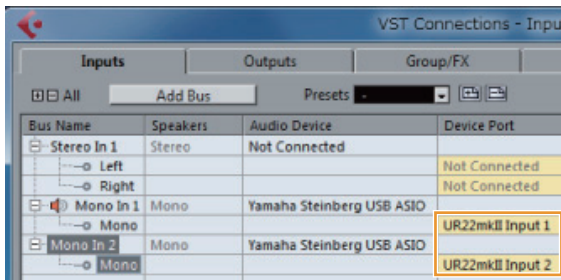 VST Connections - Inpu
Inputs Outputs Group/FX
All Add Bus Presets -
Bus Name Speakers Audio Device Device Port
Stereo In 1 Stereo Not Connected
Left Not Connected
Right Not Connected
Mono In 1 Mono Yamaha Steinberg USB ASIO
Mono UR22mkII Input 1
Mono In 2 Mono Yamaha Steinberg USB ASIO
Mono UR22mkII Input 2